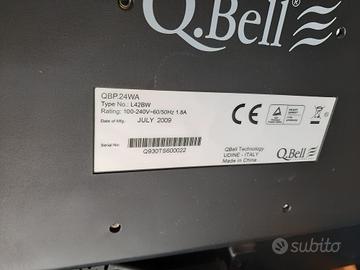 Q.Bell
QBP.24WA
Type No.: L42BW
Rating: 100-240V~60/50Hz 1.8A
Date of Mfg.: JULY 2009
Serial No.:
Q930TS600022
CE
QBell Technology
UDINE - ITALY
Made in China
Q.Bell
subito